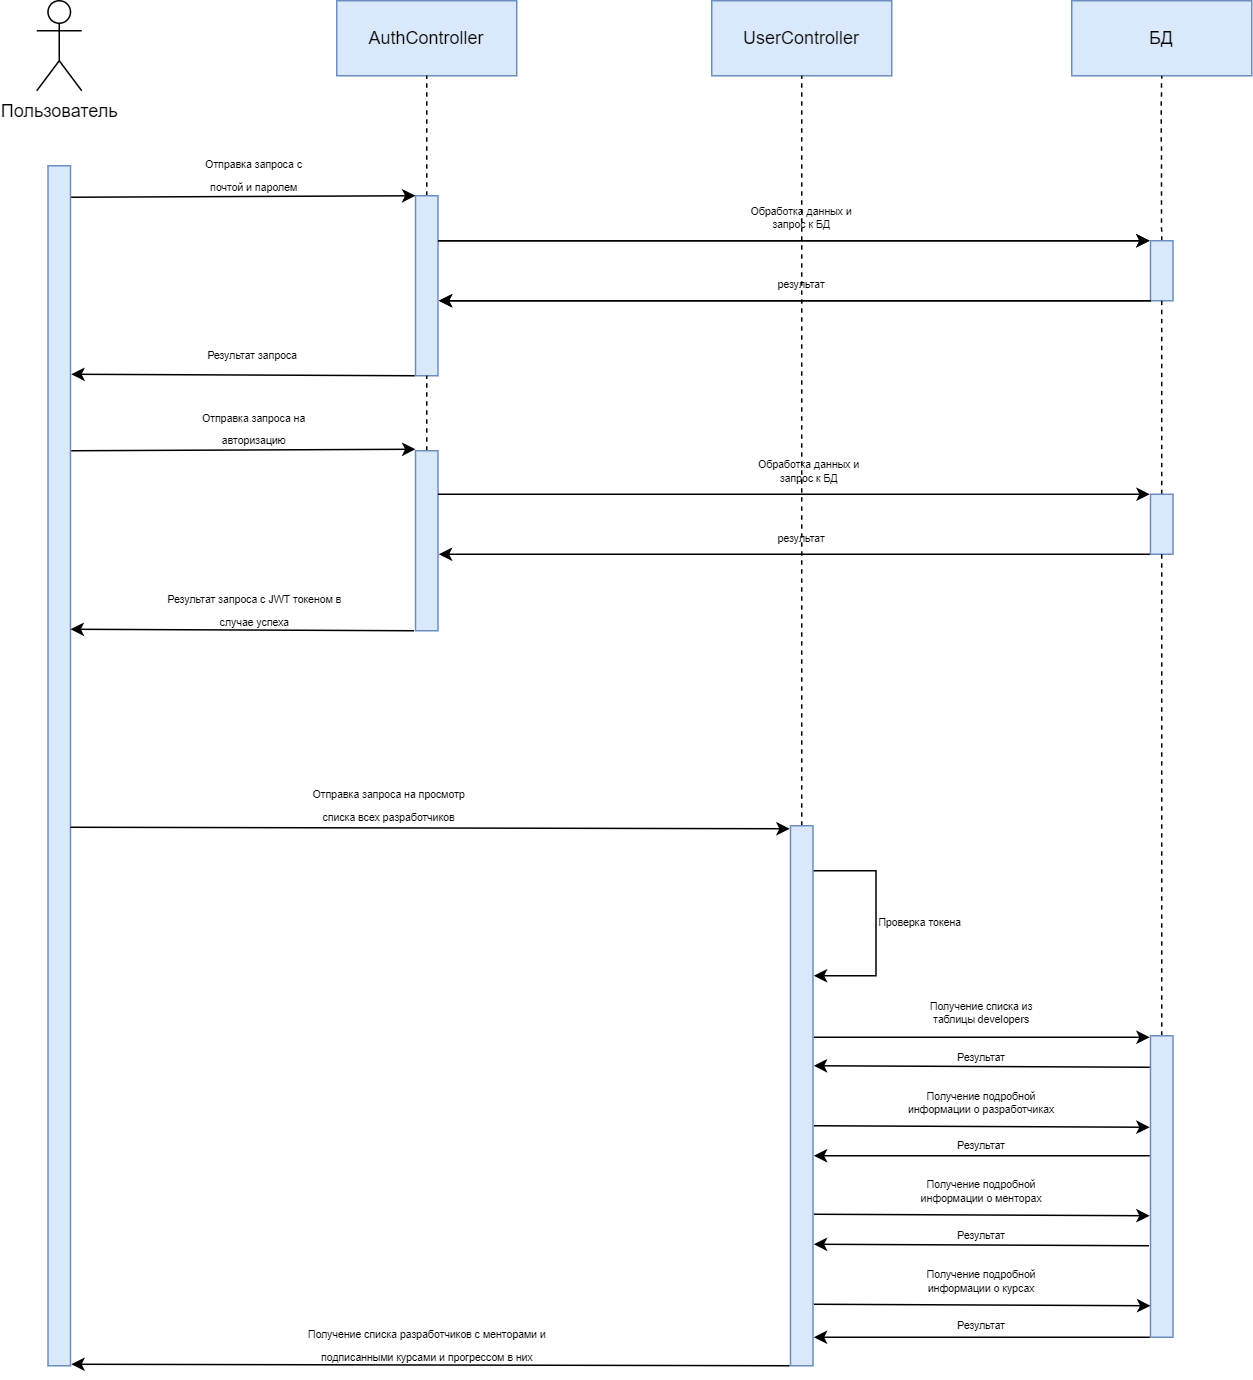 AuthController
UserController
БД
Пользователь
Отправка запроса с
почтой и паролем
Обработка данных и
запрос к БД
результат
Результат запроса
Отправка запроса на
авторизацию
Обработка данных и
запрос к БД
результат
Результат запроса с JWT токеном в
случае успеха
Отправка запроса на просмотр
списка всех разработчиков
Проверка токена
Получение списка из
таблицы developers
Результат
Получение подробной
информации о разработчиках
Результат
Получение подробной
информации о менторах
Результат
Получение подробной
информации о курсах
Результат
Получение списка разработчиков с менторами и
подписанными курсами и прогрессом в них